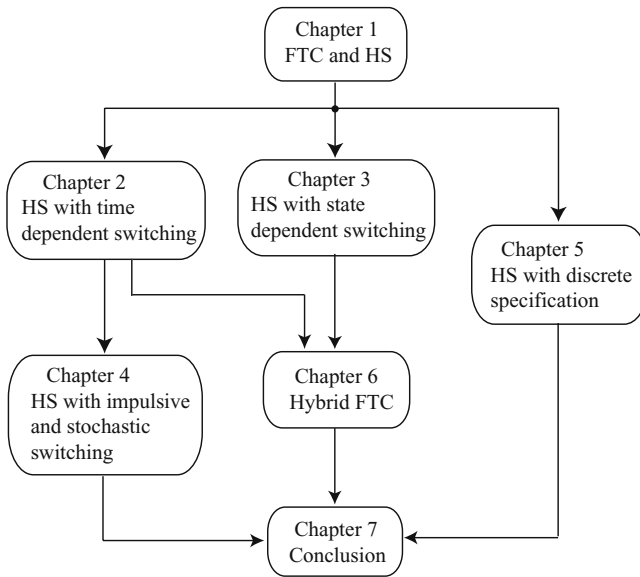 Chapter 1
FTC and HS
Chapter 2
HS with time
dependent switching
Chapter 3
HS with state
dependent switching
Chapter 5
HS with discrete
specification
Chapter 4
HS with impulsive
and stochastic
switching
Chapter 6
Hybrid FTC
Chapter 7
Conclusion